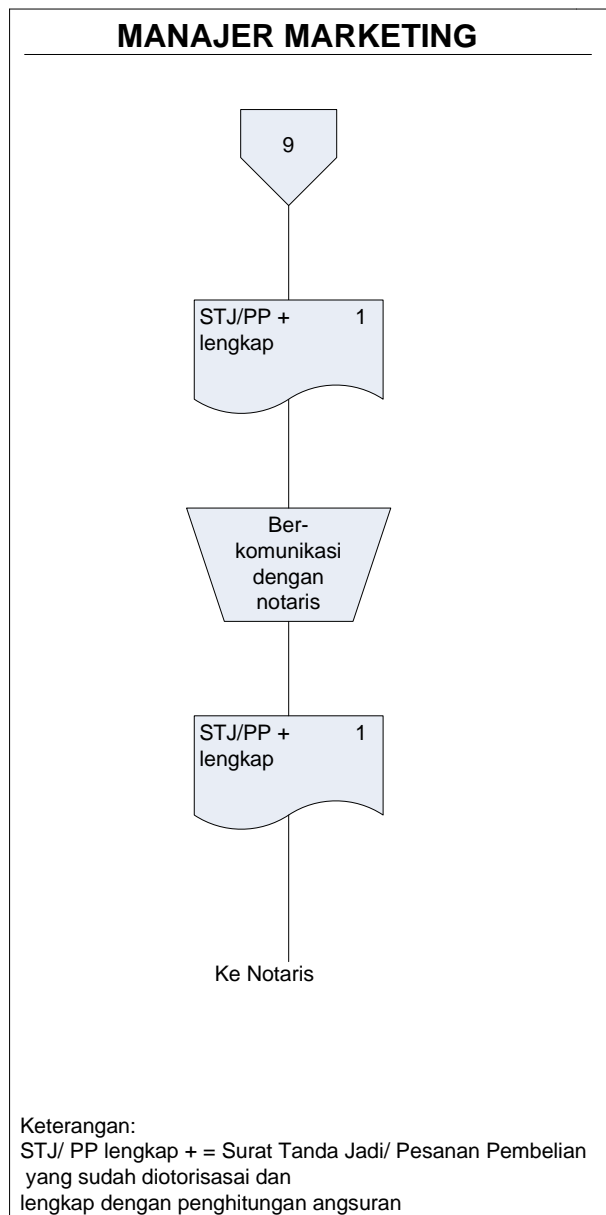 MANAJER MARKETING
9
STJ/PP + 1
lengkap
Ber-
komunikasi
dengan
notaris
STJ/PP + 1
lengkap
Ke Notaris
Keterangan:
STJ/ PP lengkap + = Surat Tanda Jadi/ Pesanan Pembelian
yang sudah diotorisasai dan
lengkap dengan penghitungan angsuran